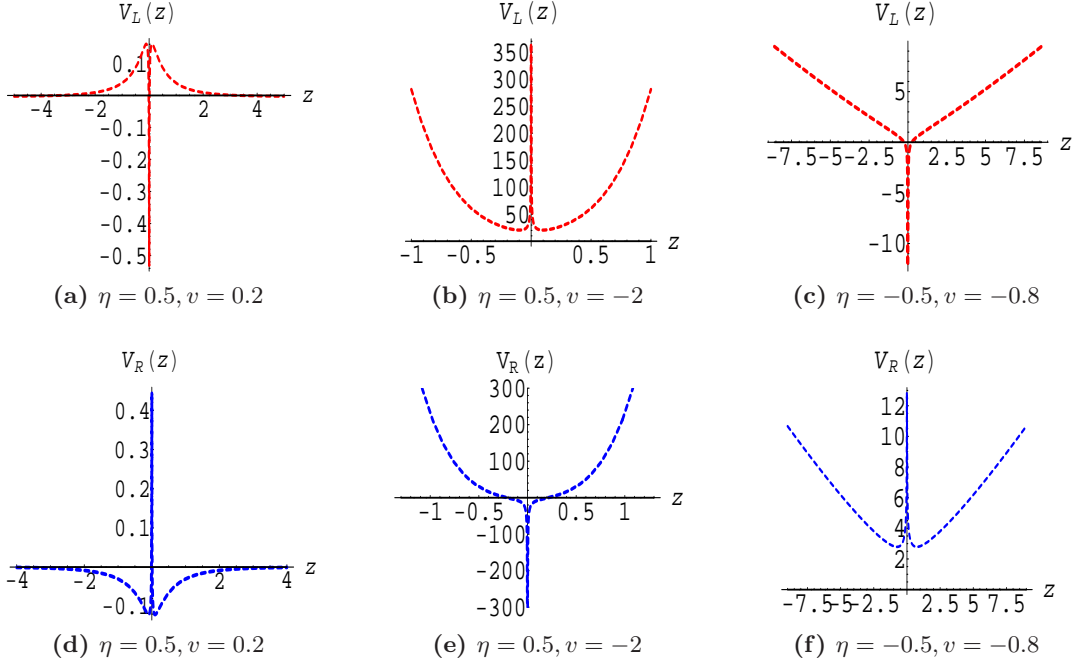 V_L(z)
0.1
-4 -2 2 4 z
-0.1
-0.2
-0.3
-0.4
-0.5
(a) η = 0.5, v = 0.2
V_L(z)
350
300
250
200
150
100
50
-1 -0.5 0.5 1 z
(b) η = 0.5, v = −2
V_L(z)
5
-7.5 -5 -2.5 2.5 5 7.5 z
-5
-10
(c) η = −0.5, v = −0.8
V_R(z)
0.4
0.3
0.2
0.1
-4 -2 2 4 z
-0.1
(d) η = 0.5, v = 0.2
V_R(z)
300
200
100
-1 -0.5 0.5 1 z
-100
-200
-300
(e) η = 0.5, v = −2
V_R(z)
12
10
8
6
4
2
-7.5 -5 -2.5 2.5 5 7.5 z
(f) η = −0.5, v = −0.8